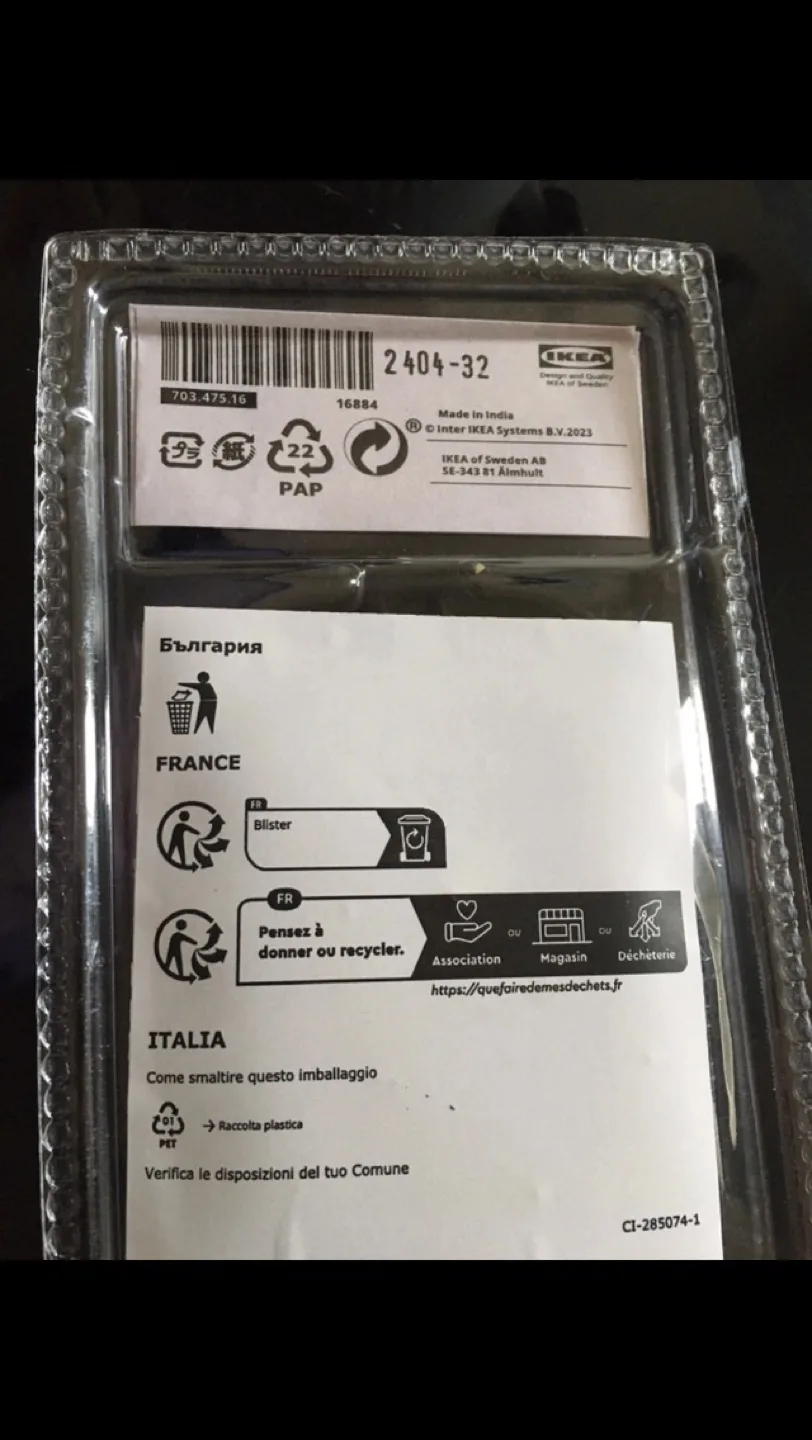 2404-32
IKEA
Design and Quality
IKEA of Sweden
703.475.16
16884
プラ
紙
22
PAP
®
Made in India
© Inter IKEA Systems B.V.2023
IKEA of Sweden AB
SE-343 81 Älmhult
България
FRANCE
FR
Blister
FR
Pensez à
donner ou recycler.
Association
ou
Magasin
ou
Déchèterie
https://quefairedemesdechets.fr
ITALIA
Come smaltire questo imballaggio
01
PET
→ Raccolta plastica
Verifica le disposizioni del tuo Comune
CI-285074-1